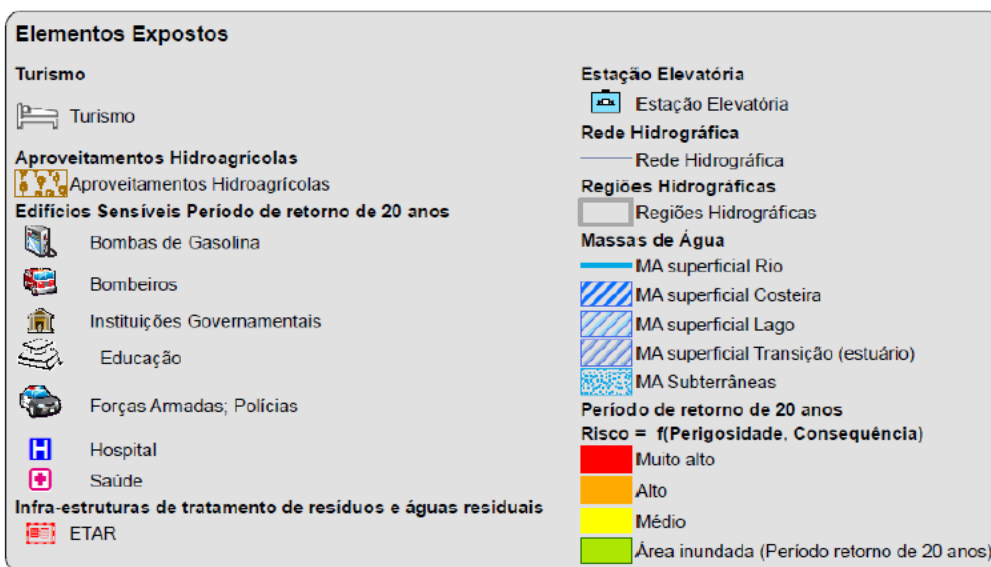 Elementos Expostos
Turismo
Turismo
Aproveitamentos Hidroagrícolas
Aproveitamentos Hidroagrícolas
Edifícios Sensíveis Período de retorno de 20 anos
Bombas de Gasolina
Bombeiros
Instituições Governamentais
Educação
Forças Armadas; Polícias
H
Hospital
Saúde
Infra-estruturas de tratamento de resíduos e águas residuais
ETAR
Estação Elevatória
Estação Elevatória
Rede Hidrográfica
Rede Hidrográfica
Regiões Hidrográficas
Regiões Hidrográficas
Massas de Água
MA superficial Rio
MA superficial Costeira
MA superficial Lago
MA superficial Transição (estuário)
MA Subterrâneas
Período de retorno de 20 anos
Risco = f(Perigosidade, Consequência)
Muito alto
Alto
Médio
Área inundada (Período retorno de 20 anos)